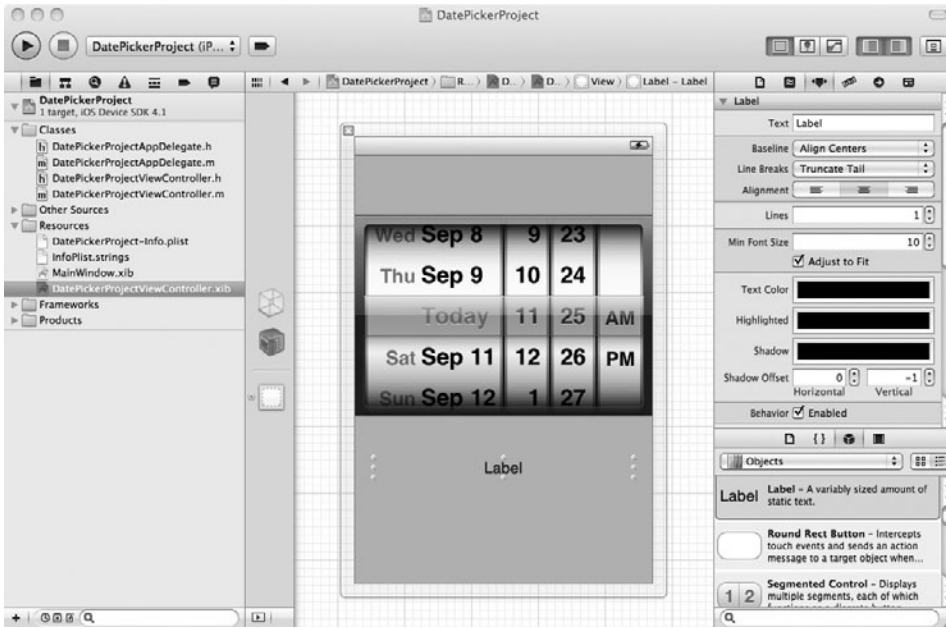 DatePickerProject
DatePickerProject (iP...
DatePickerProject
R...
D...
D...
View
Label – Label
DatePickerProject
1 target, iOS Device SDK 4.1
Classes
h DatePickerProjectAppDelegate.h
m DatePickerProjectAppDelegate.m
h DatePickerProjectViewController.h
m DatePickerProjectViewController.m
Other Sources
Resources
DatePickerProject-Info.plist
InfoPlist.strings
MainWindow.xib
DatePickerProjectViewController.xib
Frameworks
Products
Wed Sep 8 9 23
Thu Sep 9 10 24
Today 11 25 AM
Sat Sep 11 12 26 PM
Sun Sep 12 1 27
Label
Label
Text Label
Baseline Align Centers
Line Breaks Truncate Tail
Alignment
Lines 1
Min Font Size 10
Adjust to Fit
Text Color
Highlighted
Shadow
Shadow Offset 0 -1
Horizontal Vertical
Behavior Enabled
{}
Objects
Label
Label – A variably sized amount of
static text.
Round Rect Button – Intercepts
touch events and sends an action
message to a target object when...
1 2
Segmented Control – Displays
multiple segments, each of which